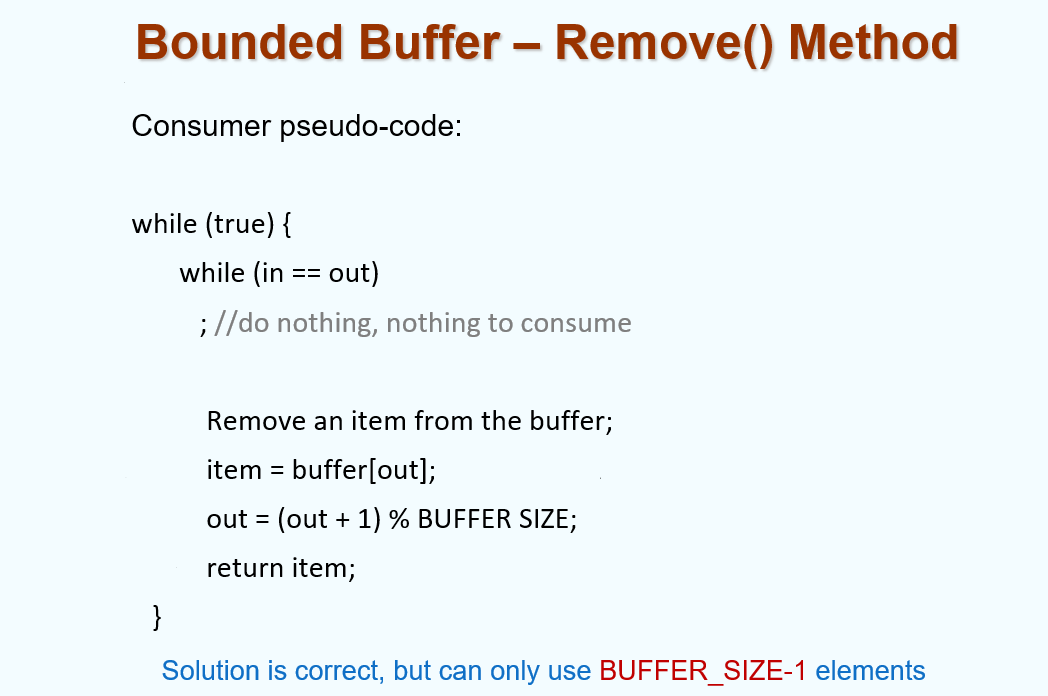 Bounded Buffer – Remove() Method
Consumer pseudo-code:
while (true) {
while (in == out)
; //do nothing, nothing to consume
Remove an item from the buffer;
item = buffer[out];
out = (out + 1) % BUFFER SIZE;
return item;
}
Solution is correct, but can only use BUFFER_SIZE-1 elements